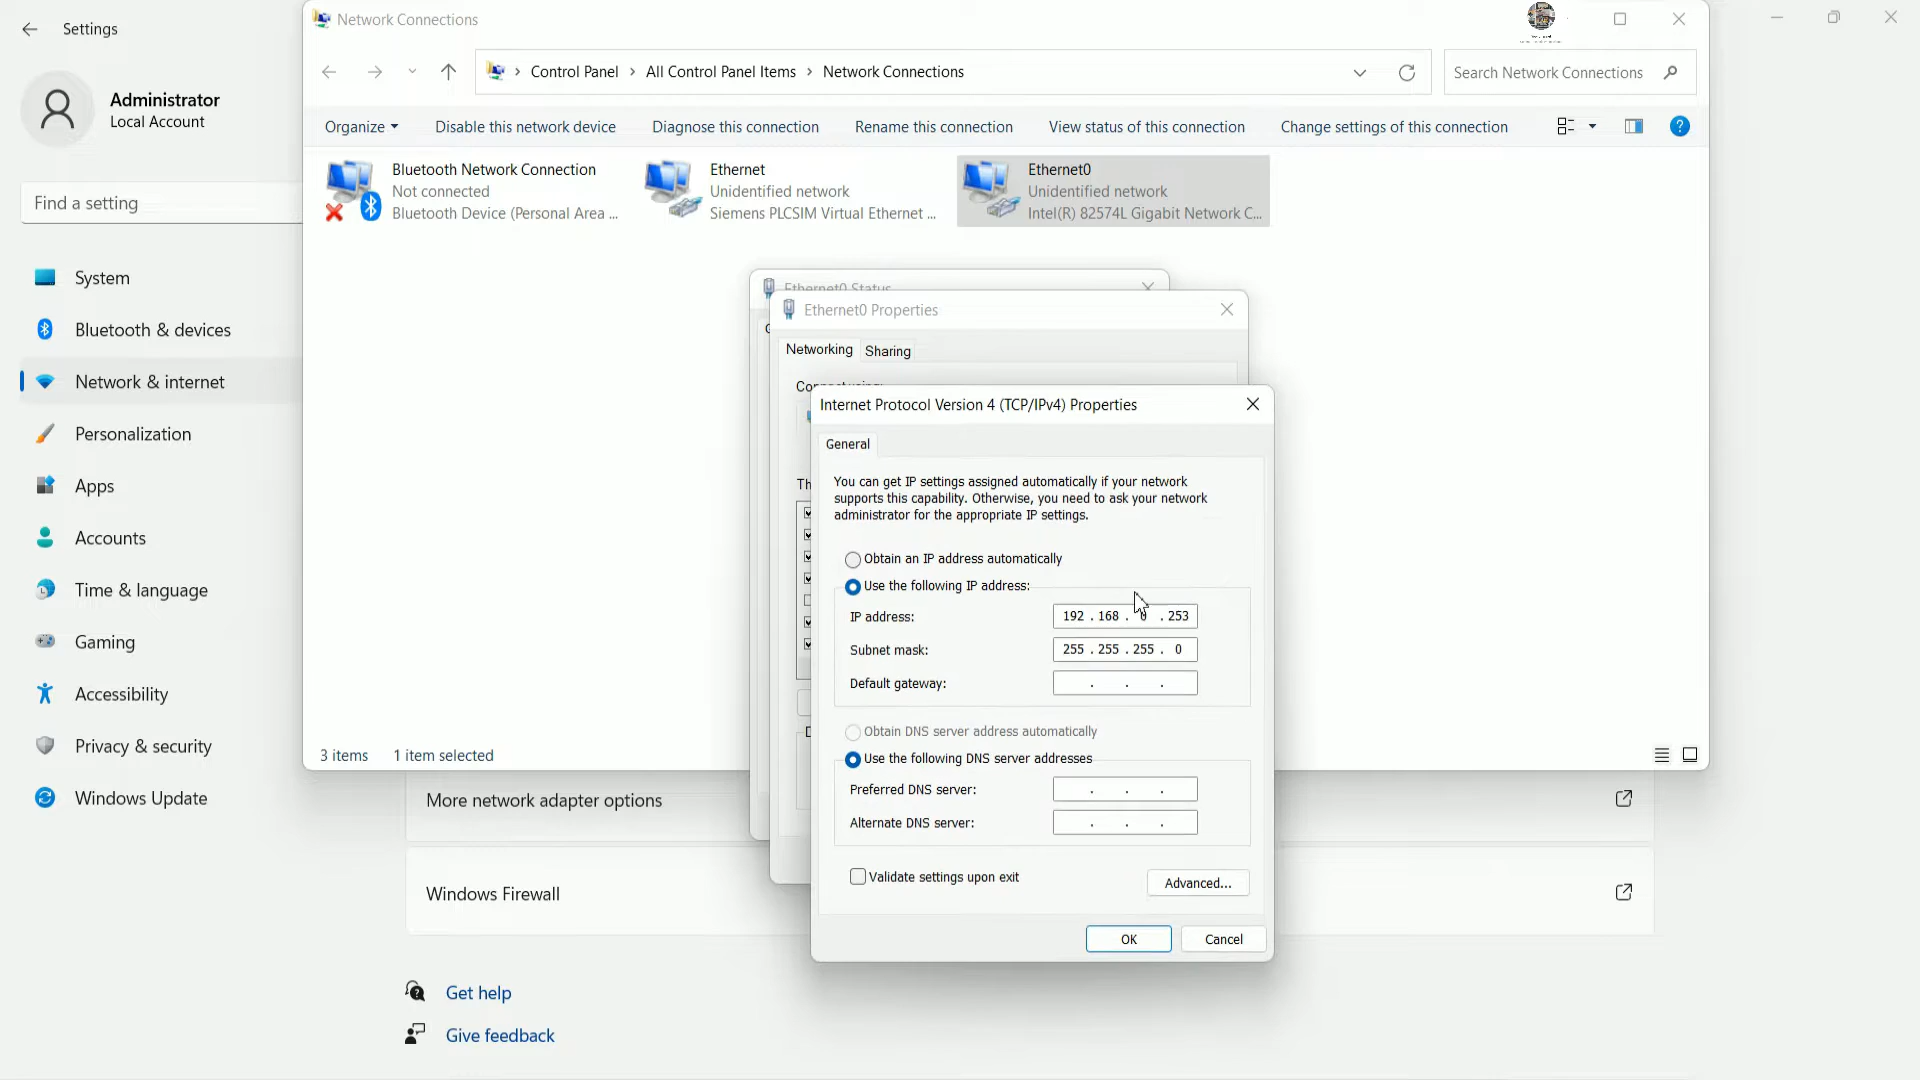 Settings
Administrator
Local Account
Find a setting
System
Bluetooth & devices
Network & internet
Personalization
Apps
Accounts
Time & language
Gaming
Accessibility
Privacy & security
Windows Update
Network Connections
Control Panel > All Control Panel Items > Network Connections
Search Network Connections
Organize
Disable this network device
Diagnose this connection
Rename this connection
View status of this connection
Change settings of this connection
Bluetooth Network Connection
Not connected
Bluetooth Device (Personal Area ...
Ethernet
Unidentified network
Siemens PLCSIM Virtual Ethernet ...
Ethernet0
Unidentified network
Intel(R) 82574L Gigabit Network C...
Ethernet0 Status
Ethernet0 Properties
Networking
Sharing
Internet Protocol Version 4 (TCP/IPv4) Properties
General
You can get IP settings assigned automatically if your network
supports this capability. Otherwise, you need to ask your network
administrator for the appropriate IP settings.
Obtain an IP address automatically
Use the following IP address:
IP address: 192 . 168 . 0 . 253
Subnet mask: 255 . 255 . 255 . 0
Default gateway: . . .
Obtain DNS server address automatically
Use the following DNS server addresses
Preferred DNS server: . . .
Alternate DNS server: . . .
Validate settings upon exit
Advanced...
OK
Cancel
3 items
1 item selected
More network adapter options
Windows Firewall
Get help
Give feedback